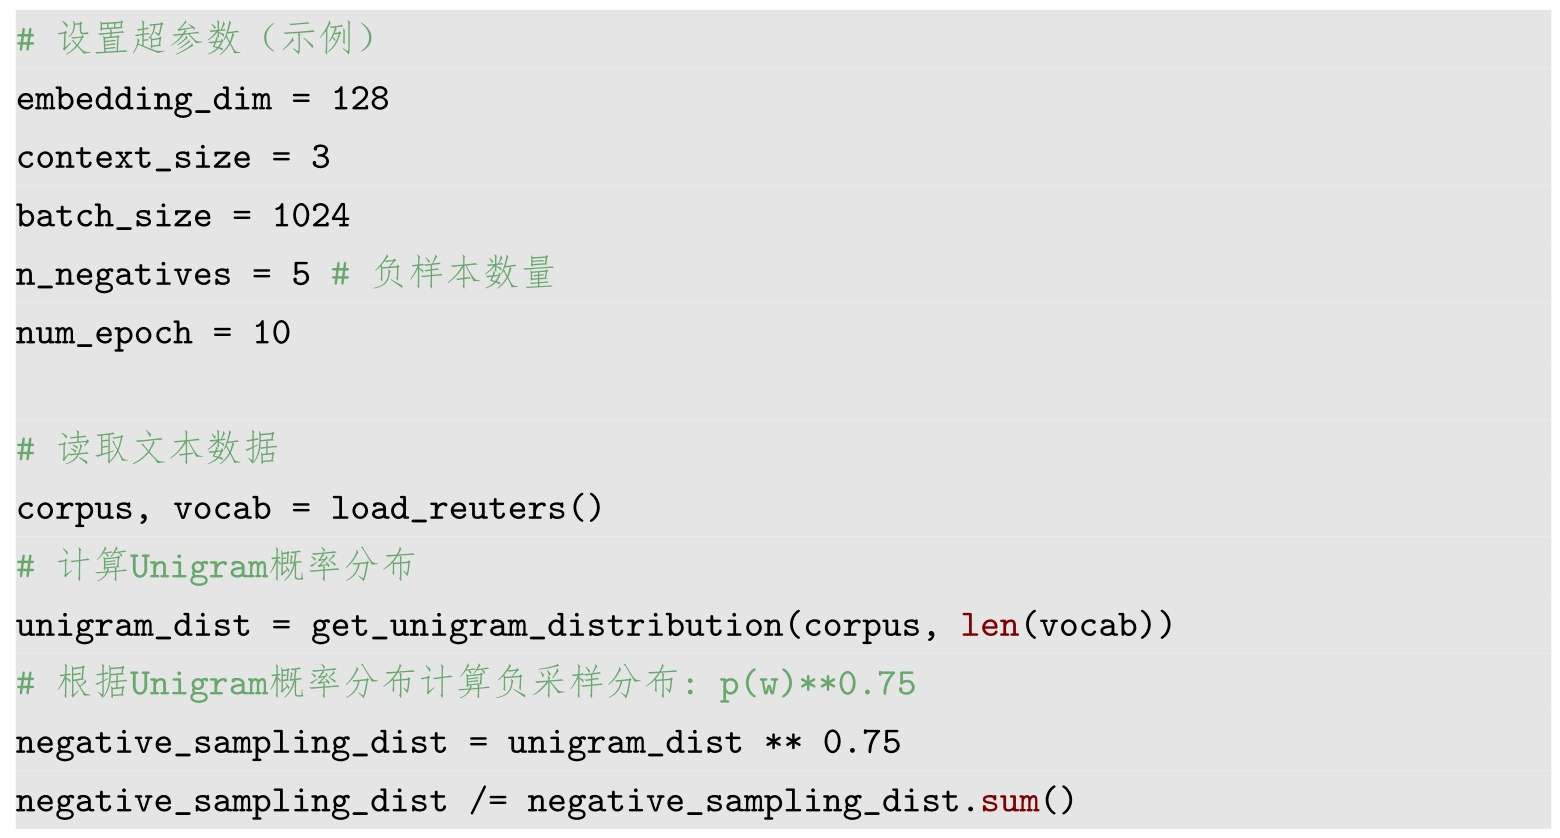 # 设置超参数（示例）
embedding_dim = 128
context_size = 3
batch_size = 1024
n_negatives = 5 # 负样本数量
num_epoch = 10
# 读取文本数据
corpus, vocab = load_reuters()
# 计算Unigram概率分布
unigram_dist = get_unigram_distribution(corpus, len(vocab))
# 根据Unigram概率分布计算负采样分布: p(w)**0.75
negative_sampling_dist = unigram_dist ** 0.75
negative_sampling_dist /= negative_sampling_dist.sum()